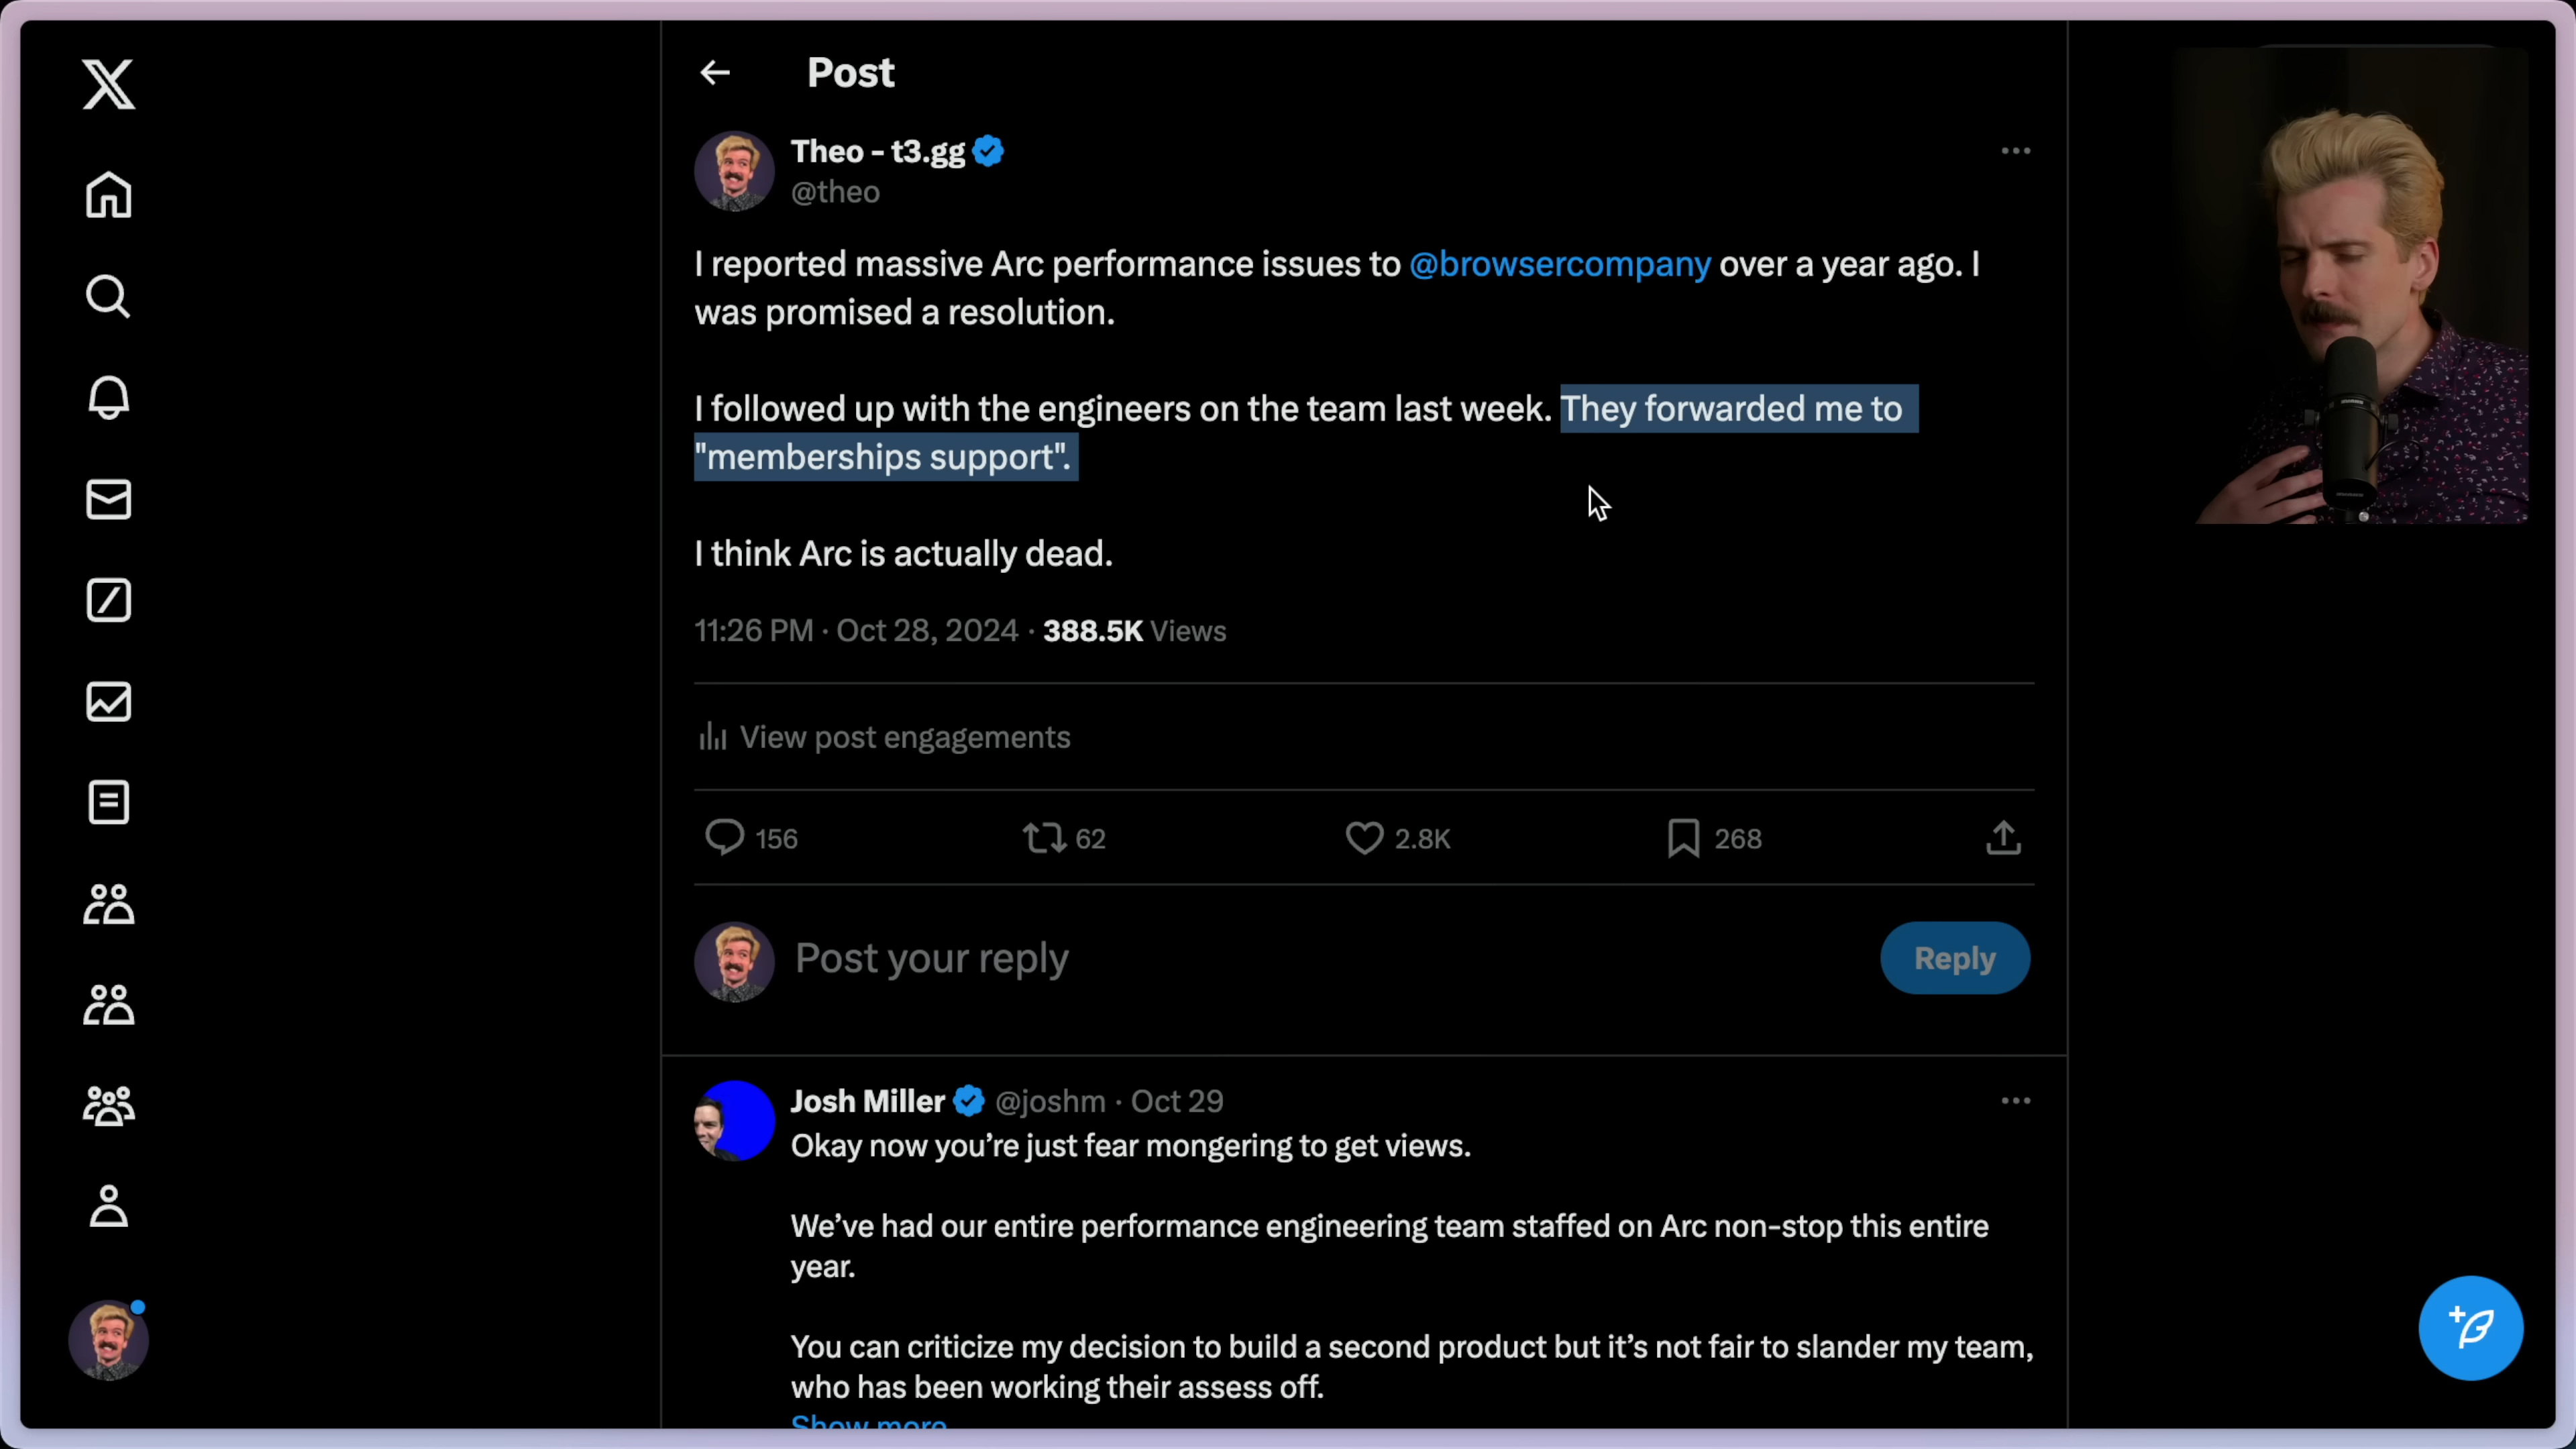 Post
Theo - t3.gg
@theo
I reported massive Arc performance issues to @browsercompany over a year ago. I
was promised a resolution.
I followed up with the engineers on the team last week. They forwarded me to
"memberships support".
I think Arc is actually dead.
11:26 PM · Oct 28, 2024 · 388.5K Views
View post engagements
156 62 2.8K 268
Post your reply
Reply
Josh Miller @joshm · Oct 29
Okay now you’re just fear mongering to get views.
We’ve had our entire performance engineering team staffed on Arc non-stop this entire
year.
You can criticize my decision to build a second product but it’s not fair to slander my team,
who has been working their assess off.
Show more